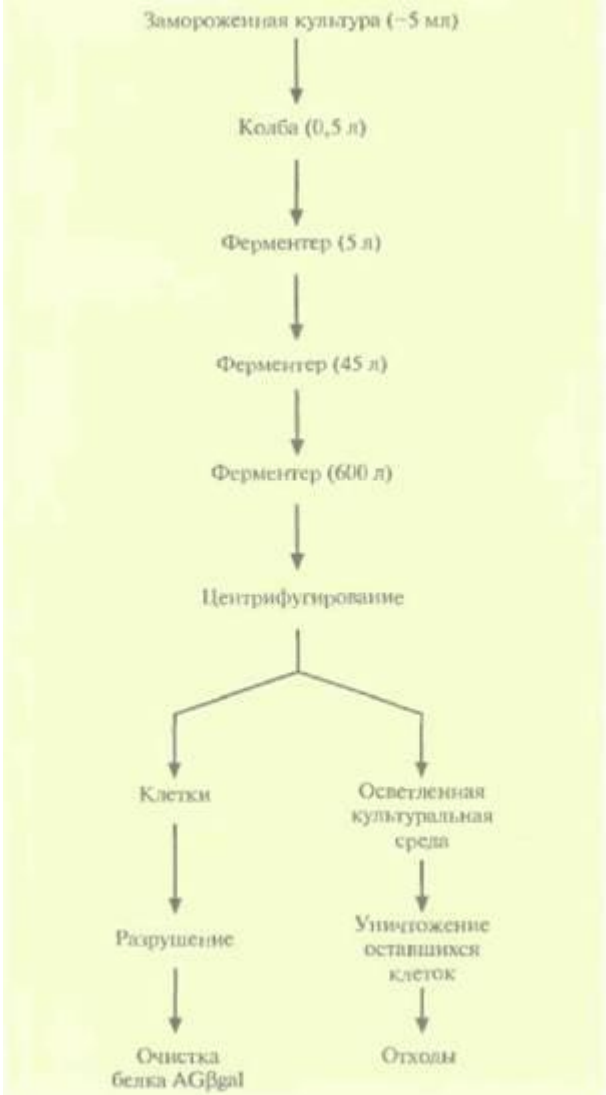 Замороженная культура (~5 мл)
Колба (0,5 л)
Ферментер (5 л)
Ферментер (45 л)
Ферментер (600 л)
Центрифугирование
Клетки
Разрушение
Очистка
белка AGβgal
Осветленная
культуральная
среда
Уничтожение
оставшихся
клеток
Отходы